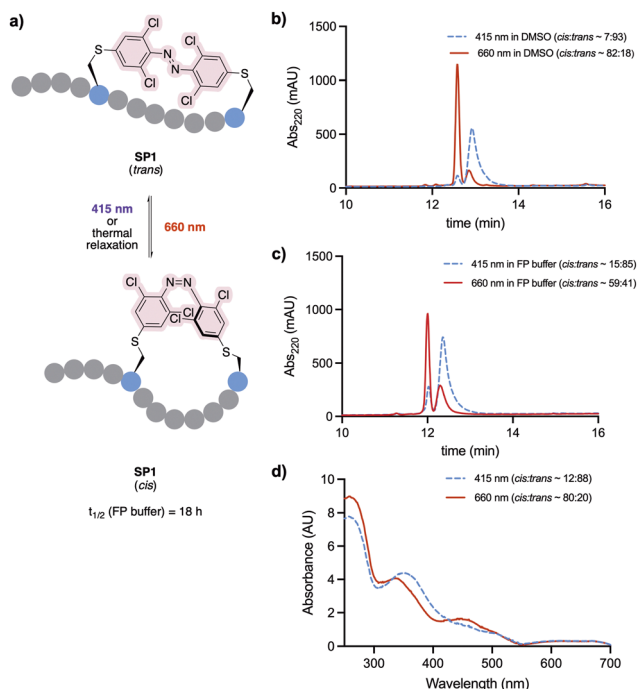 a)
Cl
Cl
S
N
N
Cl
Cl
S
SP1
(trans)
415 nm
or
thermal
relaxation
660 nm
Cl
N=N
Cl
Cl
Cl
S
S
SP1
(cis)
t1/2 (FP buffer) = 18 h
b)
415 nm in DMSO (cis:trans ~ 7:93)
660 nm in DMSO (cis:trans ~ 82:18)
Abs220 (mAU)
1500
1000
500
0
10
12
14
16
time (min)
c)
415 nm in FP buffer (cis:trans ~ 15:85)
660 nm in FP buffer (cis:trans ~ 59:41)
Abs220 (mAU)
1500
1000
500
0
10
12
14
16
time (min)
d)
415 nm (cis:trans ~ 12:88)
660 nm (cis:trans ~ 80:20)
Absorbance (AU)
10
8
6
4
2
0
300
400
500
600
700
Wavelength (nm)